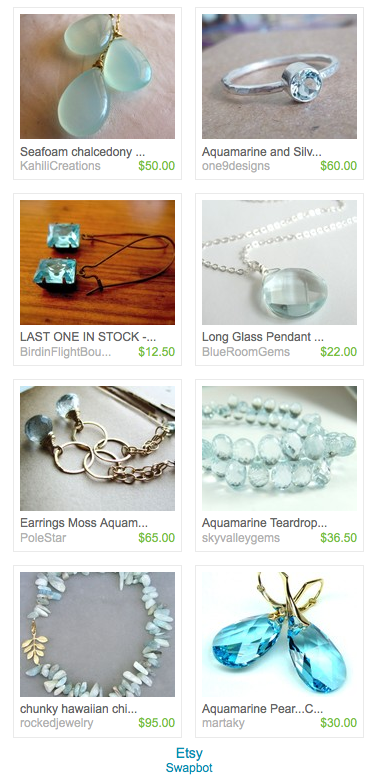 Seafoam chalcedony ...
KahiliCreations $50.00
Aquamarine and Silv...
one9designs $60.00
LAST ONE IN STOCK -...
BirdinFlightBou... $12.50
Long Glass Pendant ...
BlueRoomGems $22.00
Earrings Moss Aquam...
PoleStar $65.00
Aquamarine Teardrop...
skyvalleygems $36.50
chunky hawaiian chi...
rockedjewelry $95.00
Aquamarine Pear...C...
martaky $30.00
Etsy
Swapbot